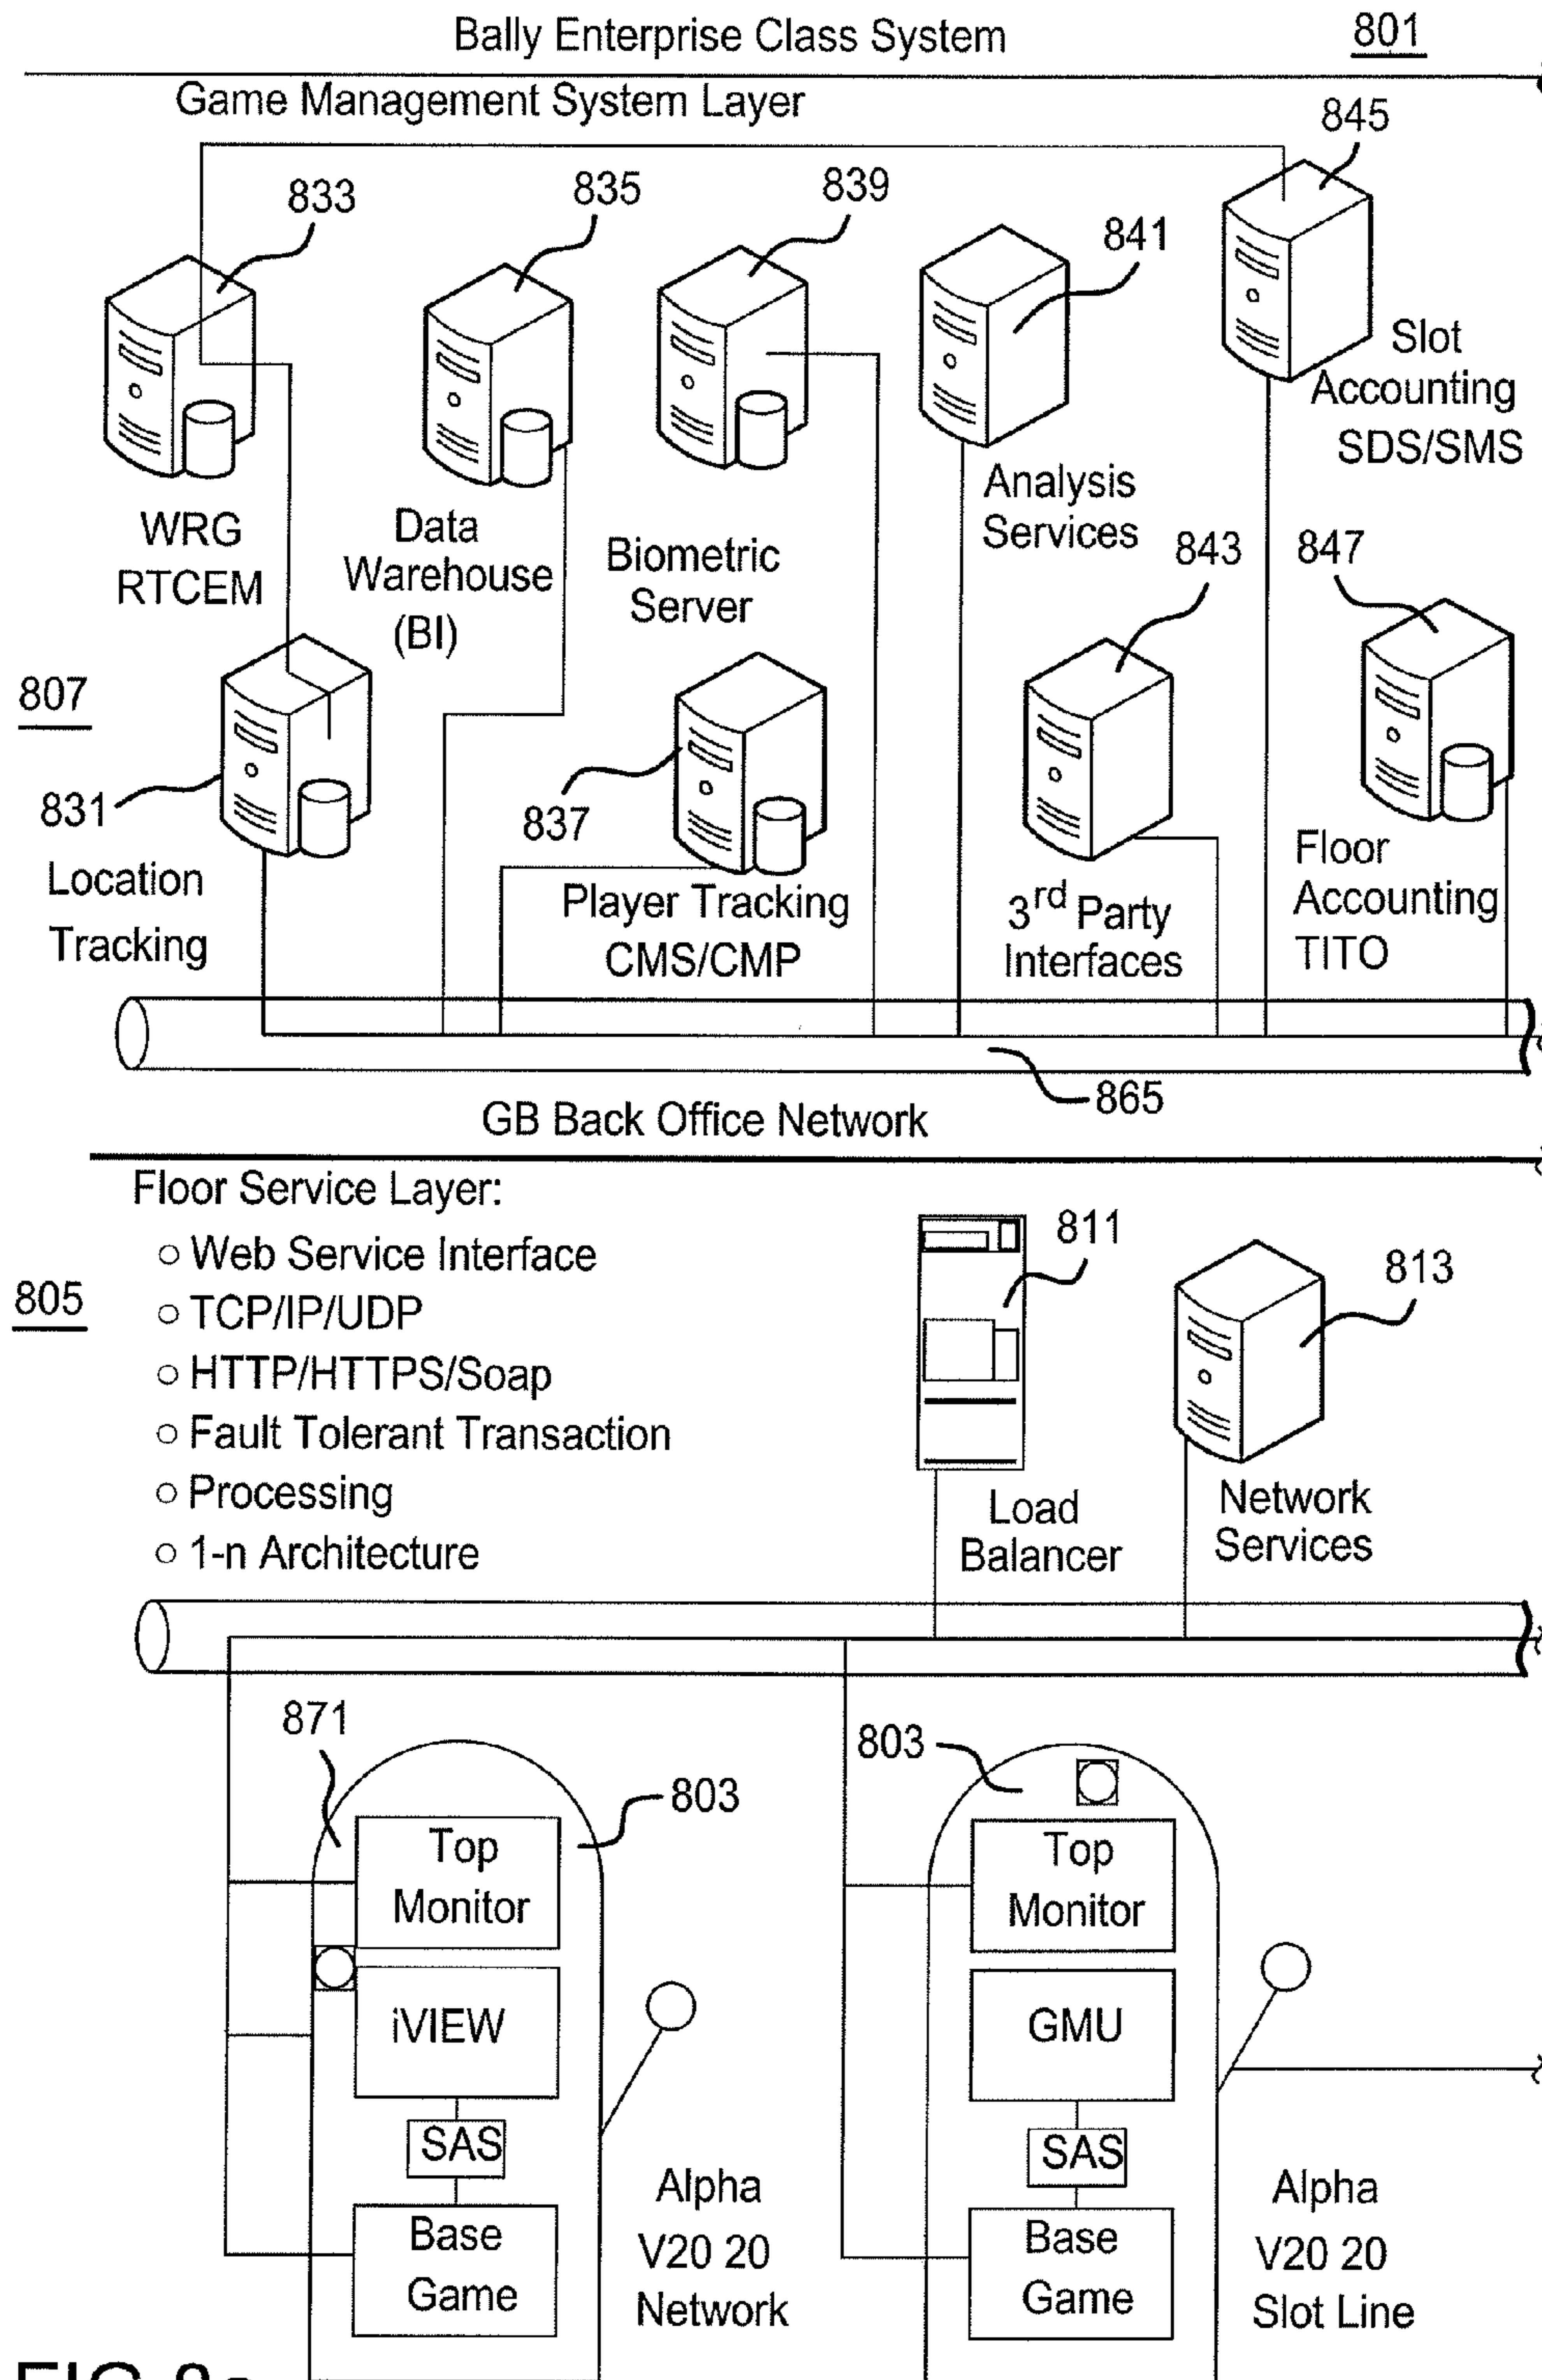 Bally Enterprise Class System
801
Game Management System Layer
845
833
835
839
841
Slot
Accounting
SDS/SMS
WRG
RTCEM
Data
Warehouse
(BI)
Biometric
Server
Analysis
Services
843
847
807
831
837
Location
Tracking
Player Tracking
CMS/CMP
3rd Party
Interfaces
Floor
Accounting
TITO
865
GB Back Office Network
Floor Service Layer:
○ Web Service Interface
○ TCP/IP/UDP
○ HTTP/HTTPS/Soap
○ Fault Tolerant Transaction
○ Processing
○ 1-n Architecture
805
811
813
Load
Balancer
Network
Services
871
803
803
Top
Monitor
iVIEW
SAS
Base
Game
Alpha
V20 20
Network
Top
Monitor
GMU
SAS
Base
Game
Alpha
V20 20
Slot Line